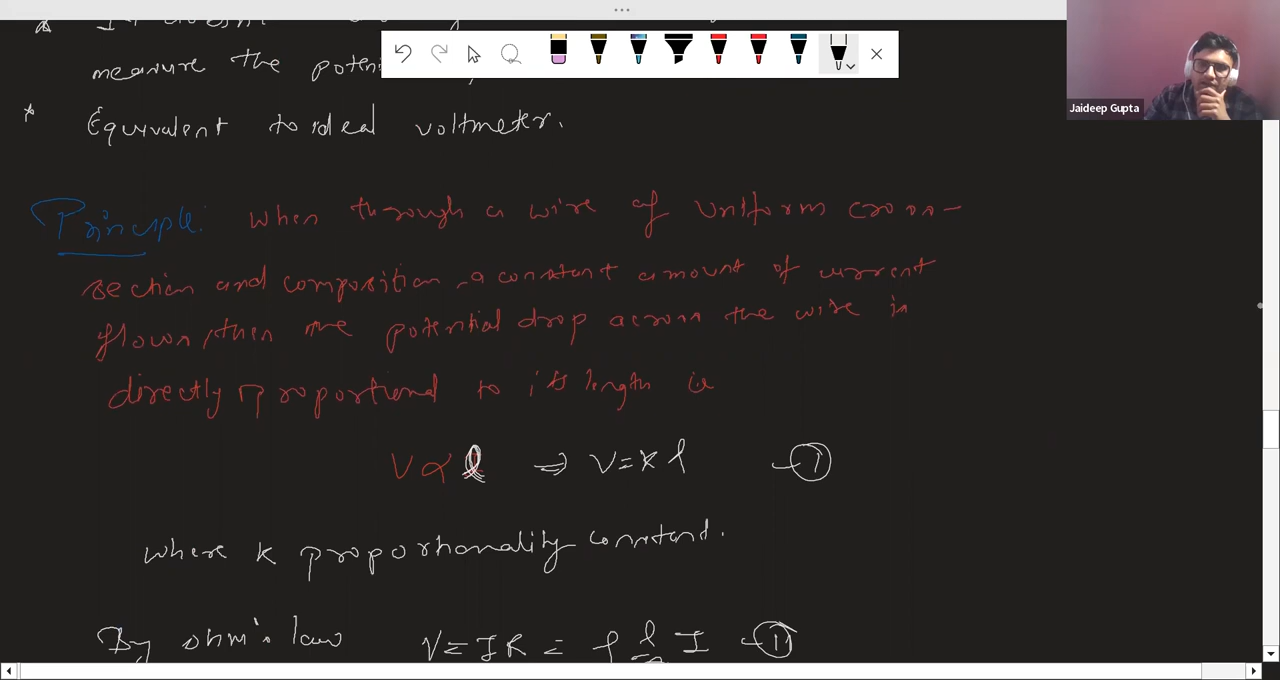 measure the poten
* Equivalent to ideal voltmeter.
Jaideep Gupta
Principle: When through a wire of uniform cross-
section and composition a constant amount of current
flows, then the potential drop across the wire is
directly proportional to its length ie
V ∝ l ⇒ V = K l — ①
where K proportionality constant.
By ohm's law V = IR = ρ l I — ①